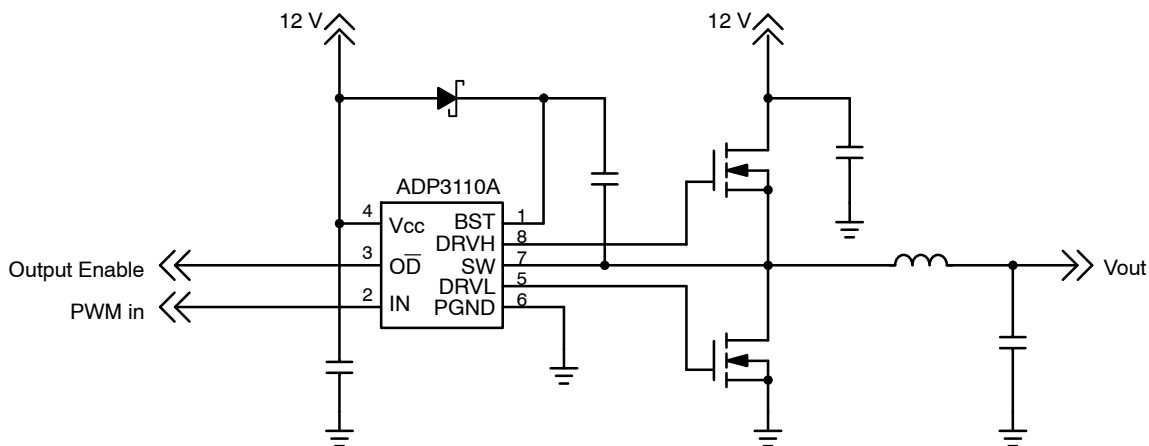 12 V
12 V
ADP3110A
4
Vcc
BST
1
DRVH
8
Output Enable
3
OD̅
SW
7
Vout
DRVL
5
PWM in
2
IN
PGND
6